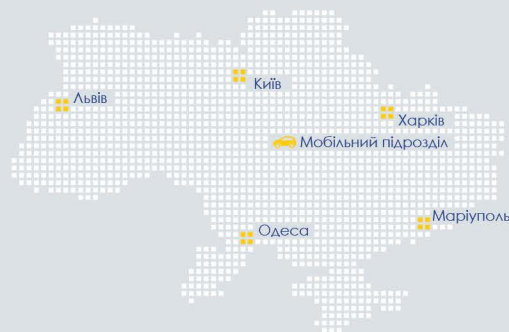 Київ
Львів
Харків
Мобільний підрозділ
Маріуполь
Одеса